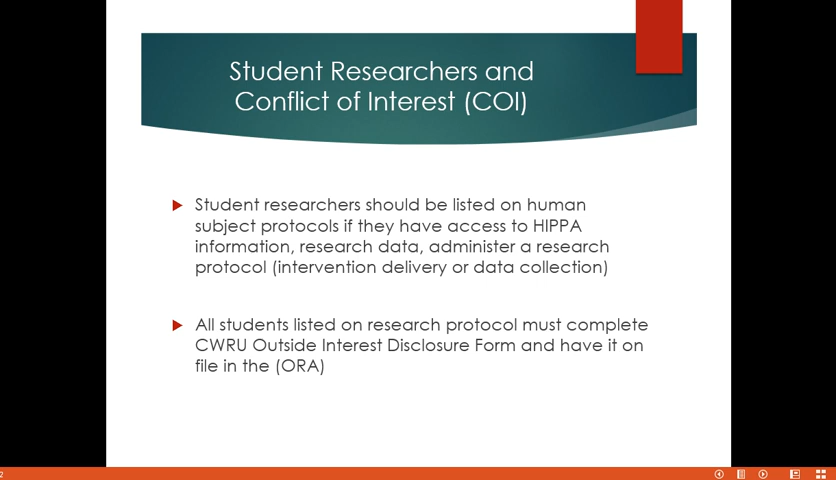 Student Researchers and
Conflict of Interest (COI)
Student researchers should be listed on human
subject protocols if they have access to HIPPA
information, research data, administer a research
protocol (intervention delivery or data collection)
All students listed on research protocol must complete
CWRU Outside Interest Disclosure Form and have it on
file in the (ORA)